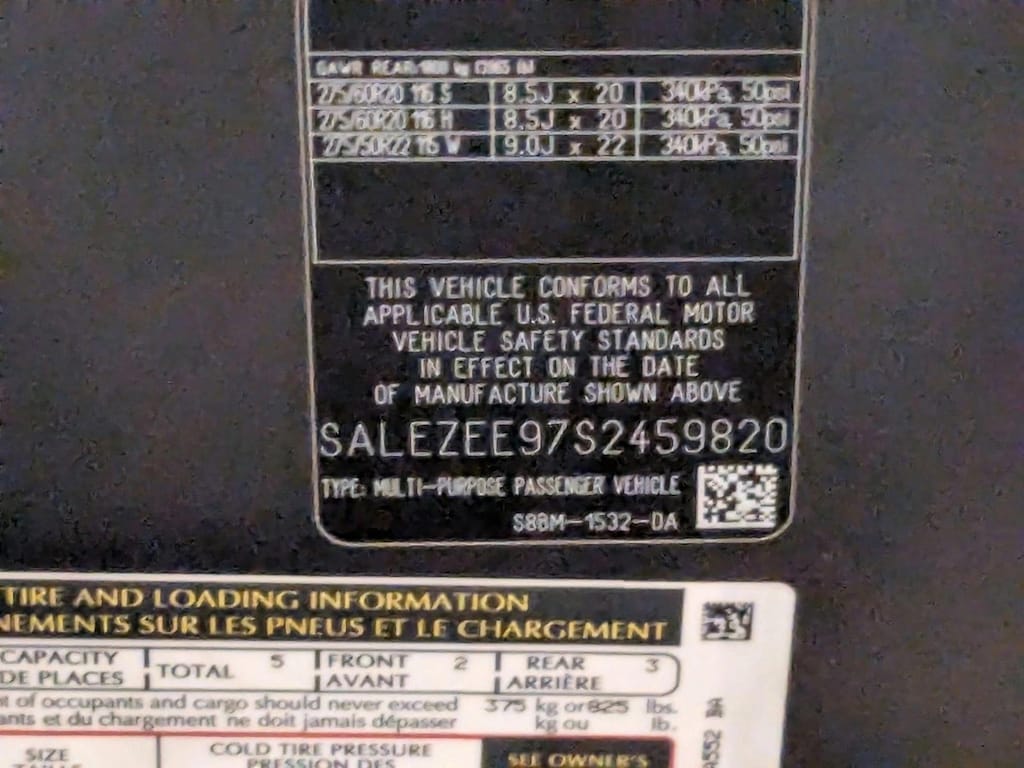 GAWR REAR:
275/60R20 116 S 8.5J x 20 340kPa, 50psi
275/60R20 116 H 8.5J x 20 340kPa, 50psi
275/50R22 115 W 9.0J x 22 340kPa, 50psi
THIS VEHICLE CONFORMS TO ALL
APPLICABLE U.S. FEDERAL MOTOR
VEHICLE SAFETY STANDARDS
IN EFFECT ON THE DATE
OF MANUFACTURE SHOWN ABOVE
SALEZEE97S2459820
TYPE: MULTI-PURPOSE PASSENGER VEHICLE
S8BM-1532-DA
TIRE AND LOADING INFORMATION
NEMENTS SUR LES PNEUS ET LE CHARGEMENT
CAPACITY TOTAL 5 FRONT 2 REAR 3
DE PLACES AVANT ARRIÈRE
nt of occupants and cargo should never exceed 375 kg or 825 lbs.
ants et du chargement ne doit jamais dépasser kg ou lb.
SIZE COLD TIRE PRESSURE SEE OWNER'S
PRESSION DES
A552